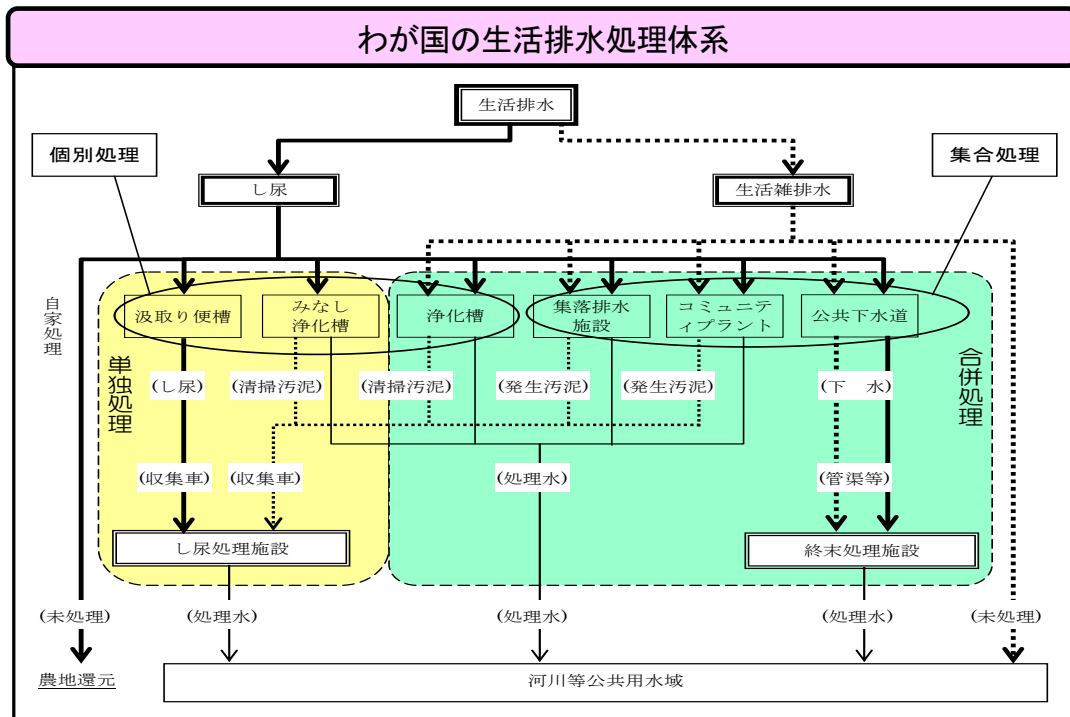 わが国の生活排水処理体系
生活排水
個別処理
集合処理
し尿
生活雑排水
自家処理
汲取り便槽
みなし
浄化槽
浄化槽
集落排水
施設
コミュニテ
ィプラント
公共下水道
単独処理
合併処理
(し尿)
(清掃汚泥)
(清掃汚泥)
(発生汚泥)
(発生汚泥)
(下 水)
(収集車)
(収集車)
(処理水)
(管渠等)
し尿処理施設
終末処理施設
(未処理)
(処理水)
(処理水)
(処理水)
(未処理)
農地還元
河川等公共用水域